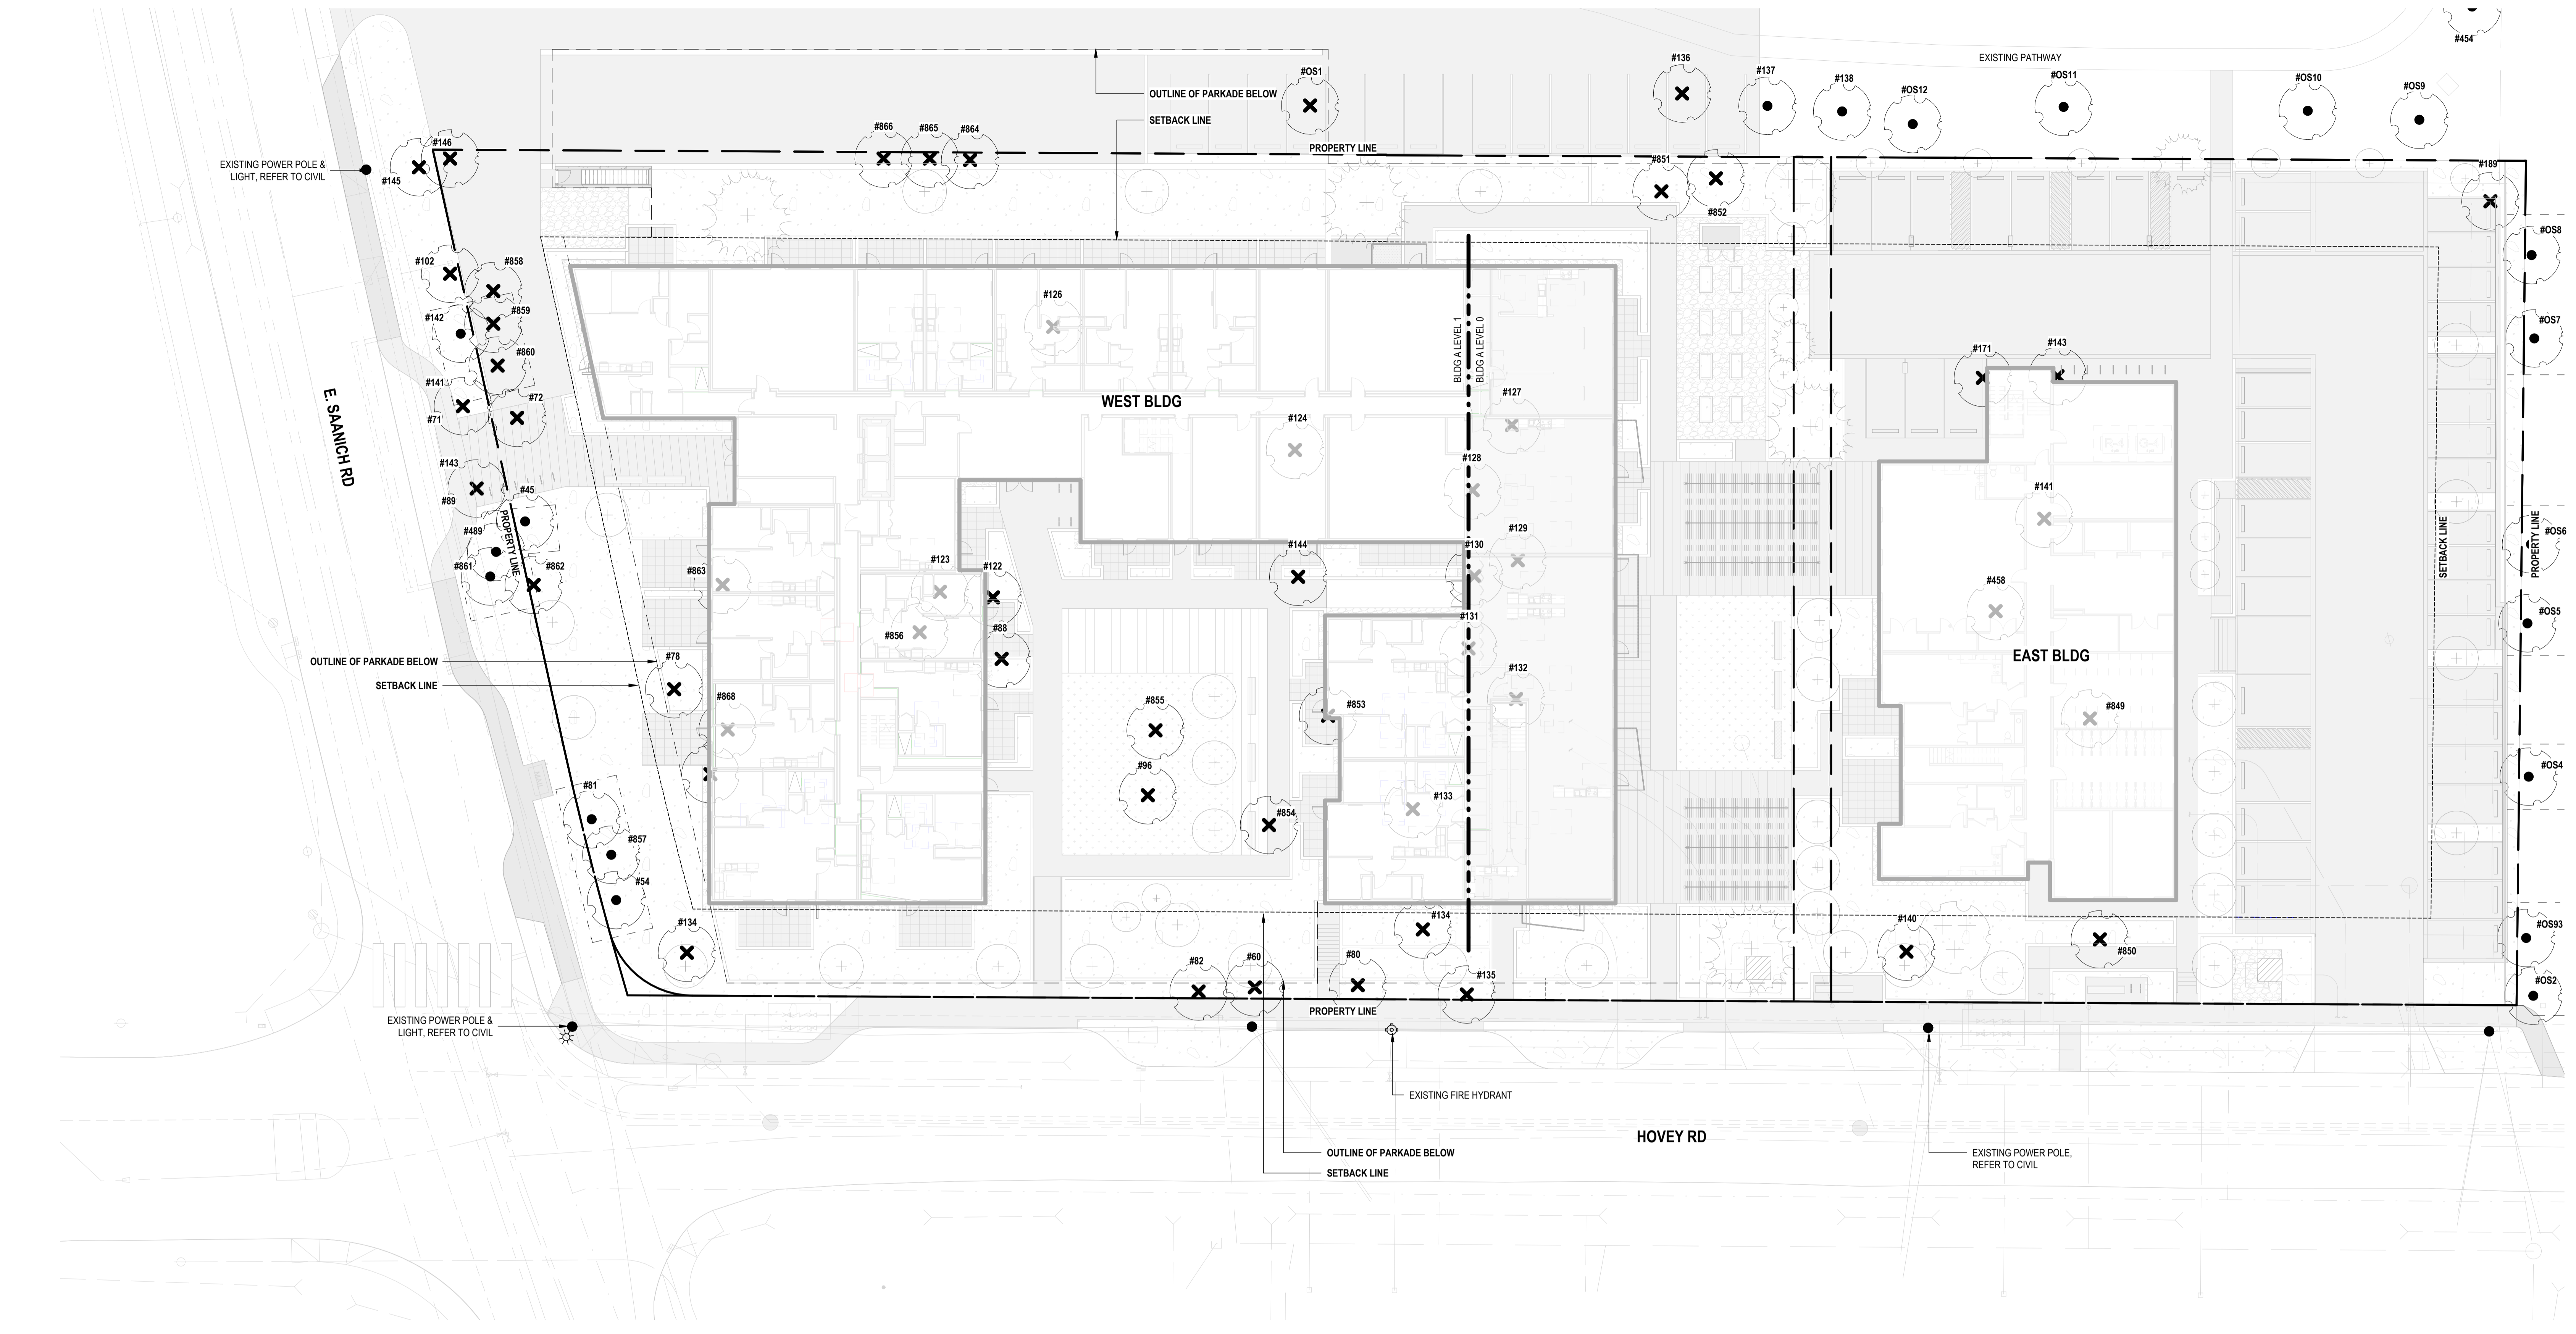 #454
EXISTING PATHWAY
#136
#137
#138
#OS12
#OS11
#OS10
#OS9
#OS1
OUTLINE OF PARKADE BELOW
SETBACK LINE
#866
#865
#864
#146
#145
EXISTING POWER POLE &
LIGHT, REFER TO CIVIL
PROPERTY LINE
#851
#852
#189
#OS8
#OS7
#102
#858
#859
#142
#860
#141
#71
#72
#126
BLDG A LEVEL 1
BLDG A LEVEL 0
#171
#143
E. SAANICH RD
WEST BLDG
#127
#124
#128
#143
#89
#45
#489
PROPERTY LINE
#861
#862
#863
#123
#122
#856
#88
#144
#130
#129
#131
#132
#141
#458
EAST BLDG
#849
SETBACK LINE
PROPERTY LINE
#OS6
#OS5
#OS4
OUTLINE OF PARKADE BELOW
SETBACK LINE
#78
#868
#855
#96
#853
#854
#133
#81
#857
#54
#134
#82
#60
#80
#134
#135
#140
#850
#OS93
#OS2
PROPERTY LINE
EXISTING POWER POLE &
LIGHT, REFER TO CIVIL
EXISTING FIRE HYDRANT
HOVEY RD
OUTLINE OF PARKADE BELOW
SETBACK LINE
EXISTING POWER POLE,
REFER TO CIVIL